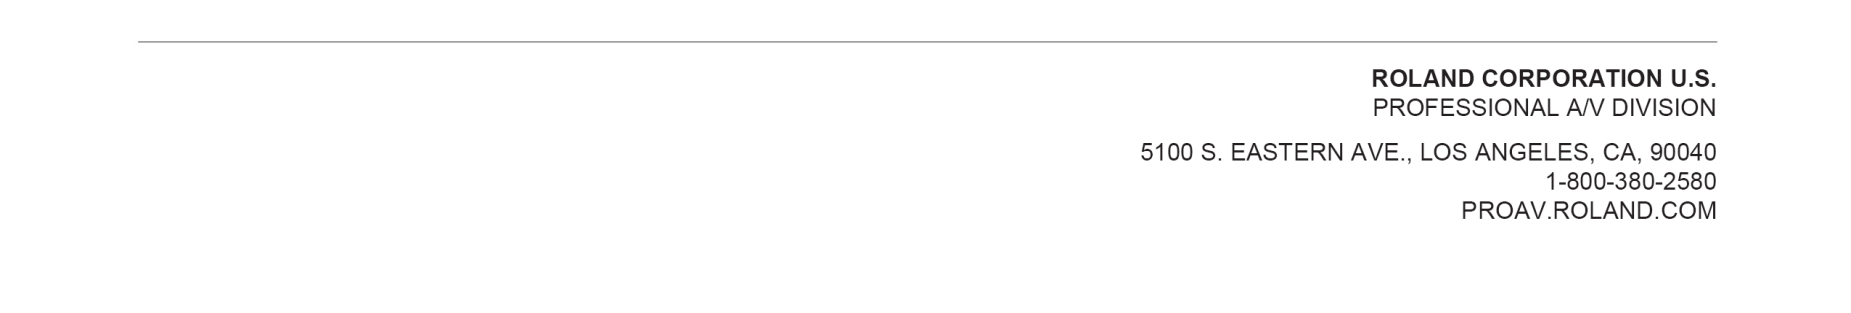 ROLAND CORPORATION U.S.
PROFESSIONAL A/V DIVISION
5100 S. EASTERN AVE., LOS ANGELES, CA, 90040
1-800-380-2580
PROAV.ROLAND.COM